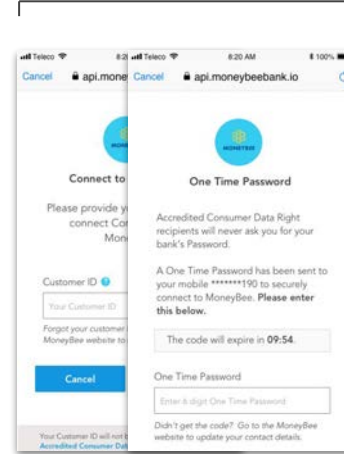 Teleco 8:2
Cancel api.mone
MONEY
Connect to
Please provide y
connect Co
Mon
Customer ID
Your Customer ID
Forgot your customer
MoneyBee website to
Cancel
Your Customer ID will not b
Accredited Consumer Dat
Teleco 8:20 AM 100%
Cancel api.moneybeebank.io
MONEYBEE
One Time Password
Accredited Consumer Data Right
recipients will never ask you for your
bank's Password.
A One Time Password has been sent to
your mobile *******190 to securely
connect to MoneyBee. Please enter
this below.
The code will expire in 09:54.
One Time Password
Enter 8 digit One Time Password
Didn't get the code? Go to the MoneyBee
website to update your contact details.